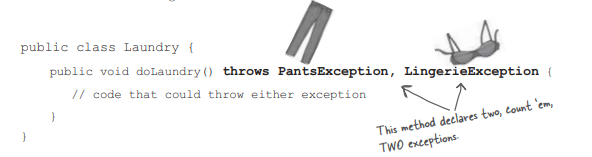 public class Laundry {
public void doLaundry() throws PantsException, LingerieException {
// code that could throw either exception
}
}
This method declares two, count 'em,
TWO exceptions.